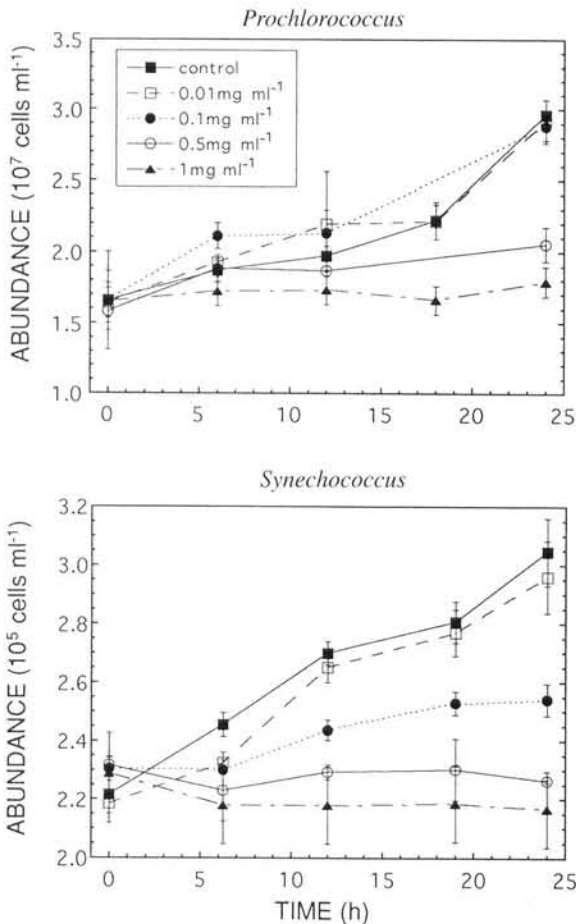 Prochlorococcus
ABUNDANCE (10⁷ cells ml⁻¹)
3.5
3.0
2.5
2.0
1.5
1.0
control
0.01mg ml⁻¹
0.1mg ml⁻¹
0.5mg ml⁻¹
1mg ml⁻¹
0 5 10 15 20 25
Synechococcus
ABUNDANCE (10⁵ cells ml⁻¹)
3.2
3.0
2.8
2.6
2.4
2.2
2.0
0 5 10 15 20 25
TIME (h)